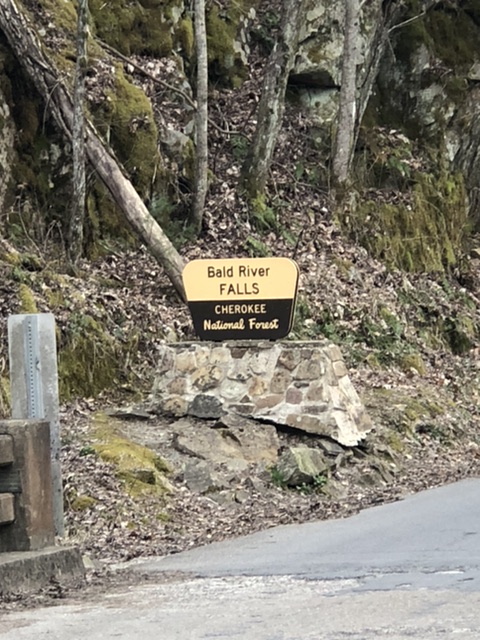 Bald River
FALLS
CHEROKEE
National Forest